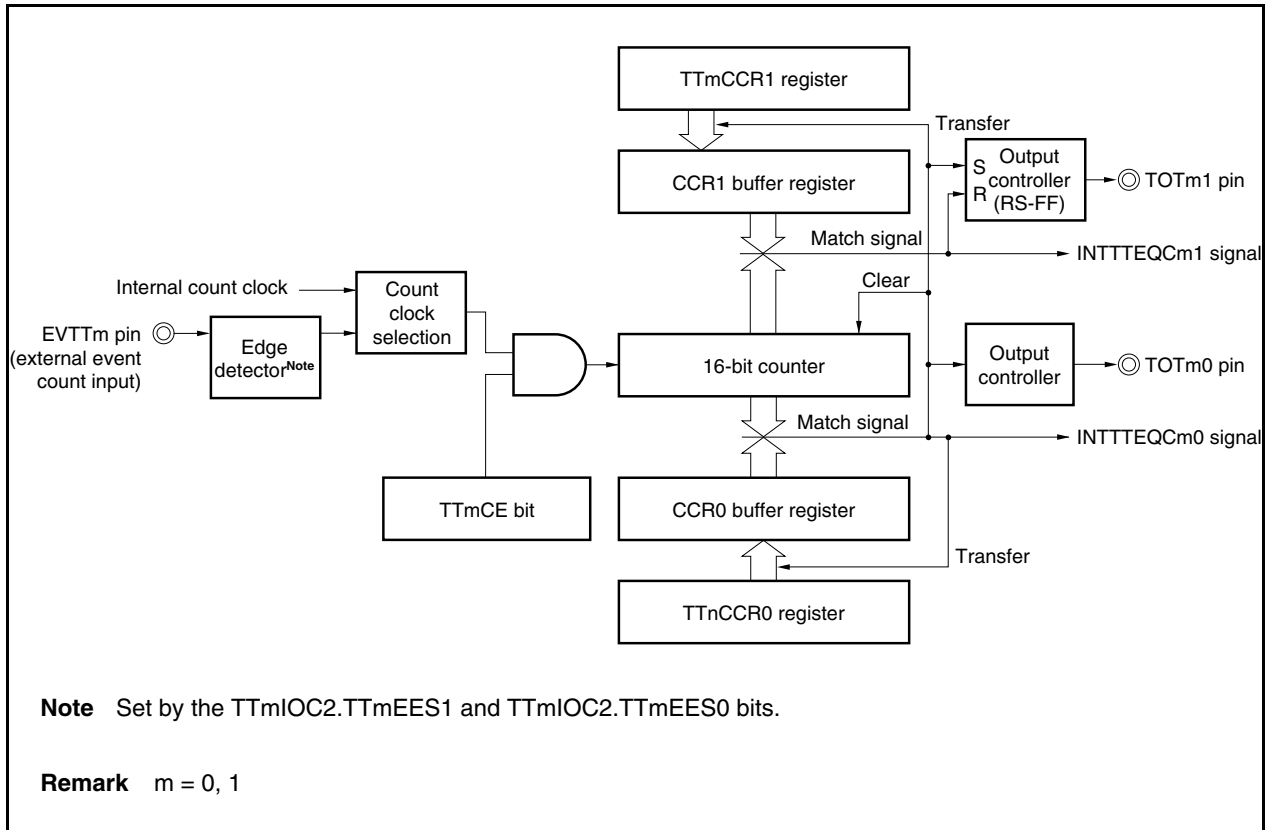 TTmCCR1 register
Transfer
CCR1 buffer register
S
R
Output
controller
(RS-FF)
TOTm1 pin
Match signal
INTTTEQCm1 signal
Internal count clock
Count
clock
selection
Clear
EVTTm pin
(external event
count input)
Edge
detectorNote
16-bit counter
Output
controller
TOTm0 pin
Match signal
INTTTEQCm0 signal
TTmCE bit
CCR0 buffer register
Transfer
TTnCCR0 register
Note Set by the TTmIOC2.TTmEES1 and TTmIOC2.TTmEES0 bits.
Remark m = 0, 1